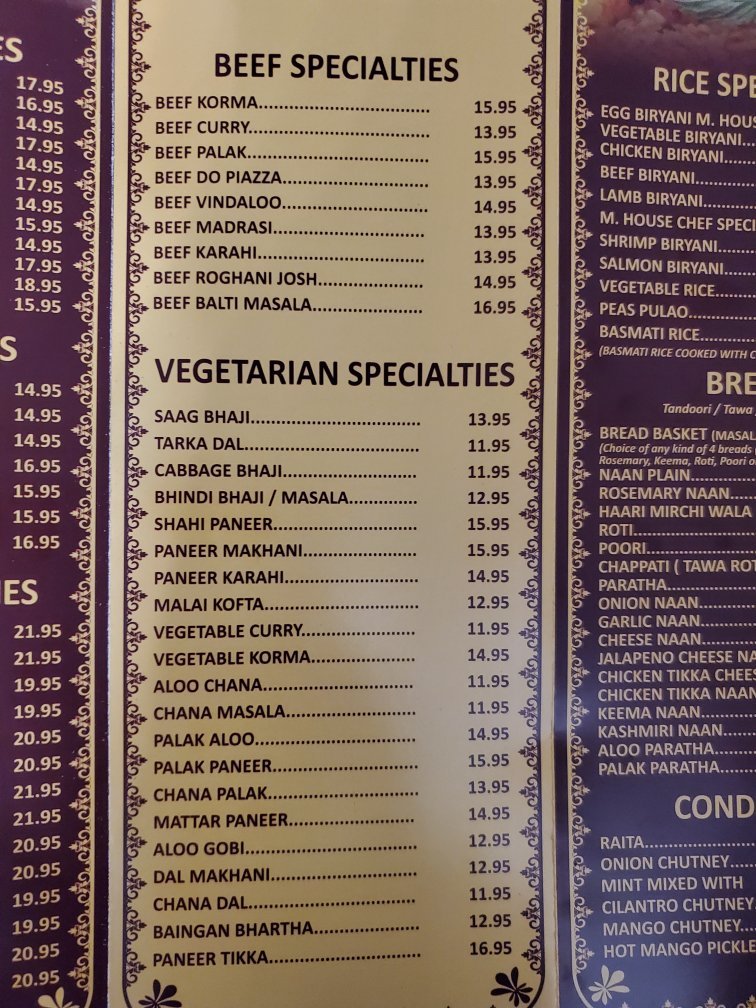 ES
17.95
16.95
14.95
17.95
14.95
17.95
14.95
15.95
14.95
17.95
18.95
15.95
S
14.95
14.95
14.95
16.95
15.95
15.95
16.95
IES
21.95
21.95
19.95
19.95
20.95
20.95
21.95
21.95
20.95
20.95
19.95
19.95
20.95
20.95
BEEF SPECIALTIES
BEEF KORMA 15.95
BEEF CURRY 13.95
BEEF PALAK 15.95
BEEF DO PIAZZA 13.95
BEEF VINDALOO 14.95
BEEF MADRASI 13.95
BEEF KARAHI 13.95
BEEF ROGHANI JOSH 14.95
BEEF BALTI MASALA 16.95
VEGETARIAN SPECIALTIES
SAAG BHAJI 13.95
TARKA DAL 11.95
CABBAGE BHAJI 11.95
BHINDI BHAJI / MASALA 12.95
SHAHI PANEER 15.95
PANEER MAKHANI 15.95
PANEER KARAHI 14.95
MALAI KOFTA 12.95
VEGETABLE CURRY 11.95
VEGETABLE KORMA 14.95
ALOO CHANA 11.95
CHANA MASALA 11.95
PALAK ALOO 14.95
PALAK PANEER 15.95
CHANA PALAK 13.95
MATTAR PANEER 14.95
ALOO GOBI 12.95
DAL MAKHANI 12.95
CHANA DAL 11.95
BAINGAN BHARTHA 12.95
PANEER TIKKA 16.95
RICE SPE
EGG BIRYANI M. HOUS
VEGETABLE BIRYANI
CHICKEN BIRYANI
BEEF BIRYANI
LAMB BIRYANI
M. HOUSE CHEF SPECI
SHRIMP BIRYANI
SALMON BIRYANI
VEGETABLE RICE
PEAS PULAO
BASMATI RICE
(BASMATI RICE COOKED WITH C
BRE
Tandoori / Tawa
BREAD BASKET (MASAL
(Choice of any kind of 4 breads
Rosemary, Keema, Roti, Poori o
NAAN PLAIN
ROSEMARY NAAN
HAARI MIRCHI WALA
ROTI
POORI
CHAPPATI ( TAWA ROT
PARATHA
ONION NAAN
GARLIC NAAN
CHEESE NAAN
JALAPENO CHEESE NA
CHICKEN TIKKA CHEES
CHICKEN TIKKA NAAN
KEEMA NAAN
KASHMIRI NAAN
ALOO PARATHA
PALAK PARATHA
COND
RAITA
ONION CHUTNEY
MINT MIXED WITH
CILANTRO CHUTNEY
MANGO CHUTNEY
HOT MANGO PICKLE